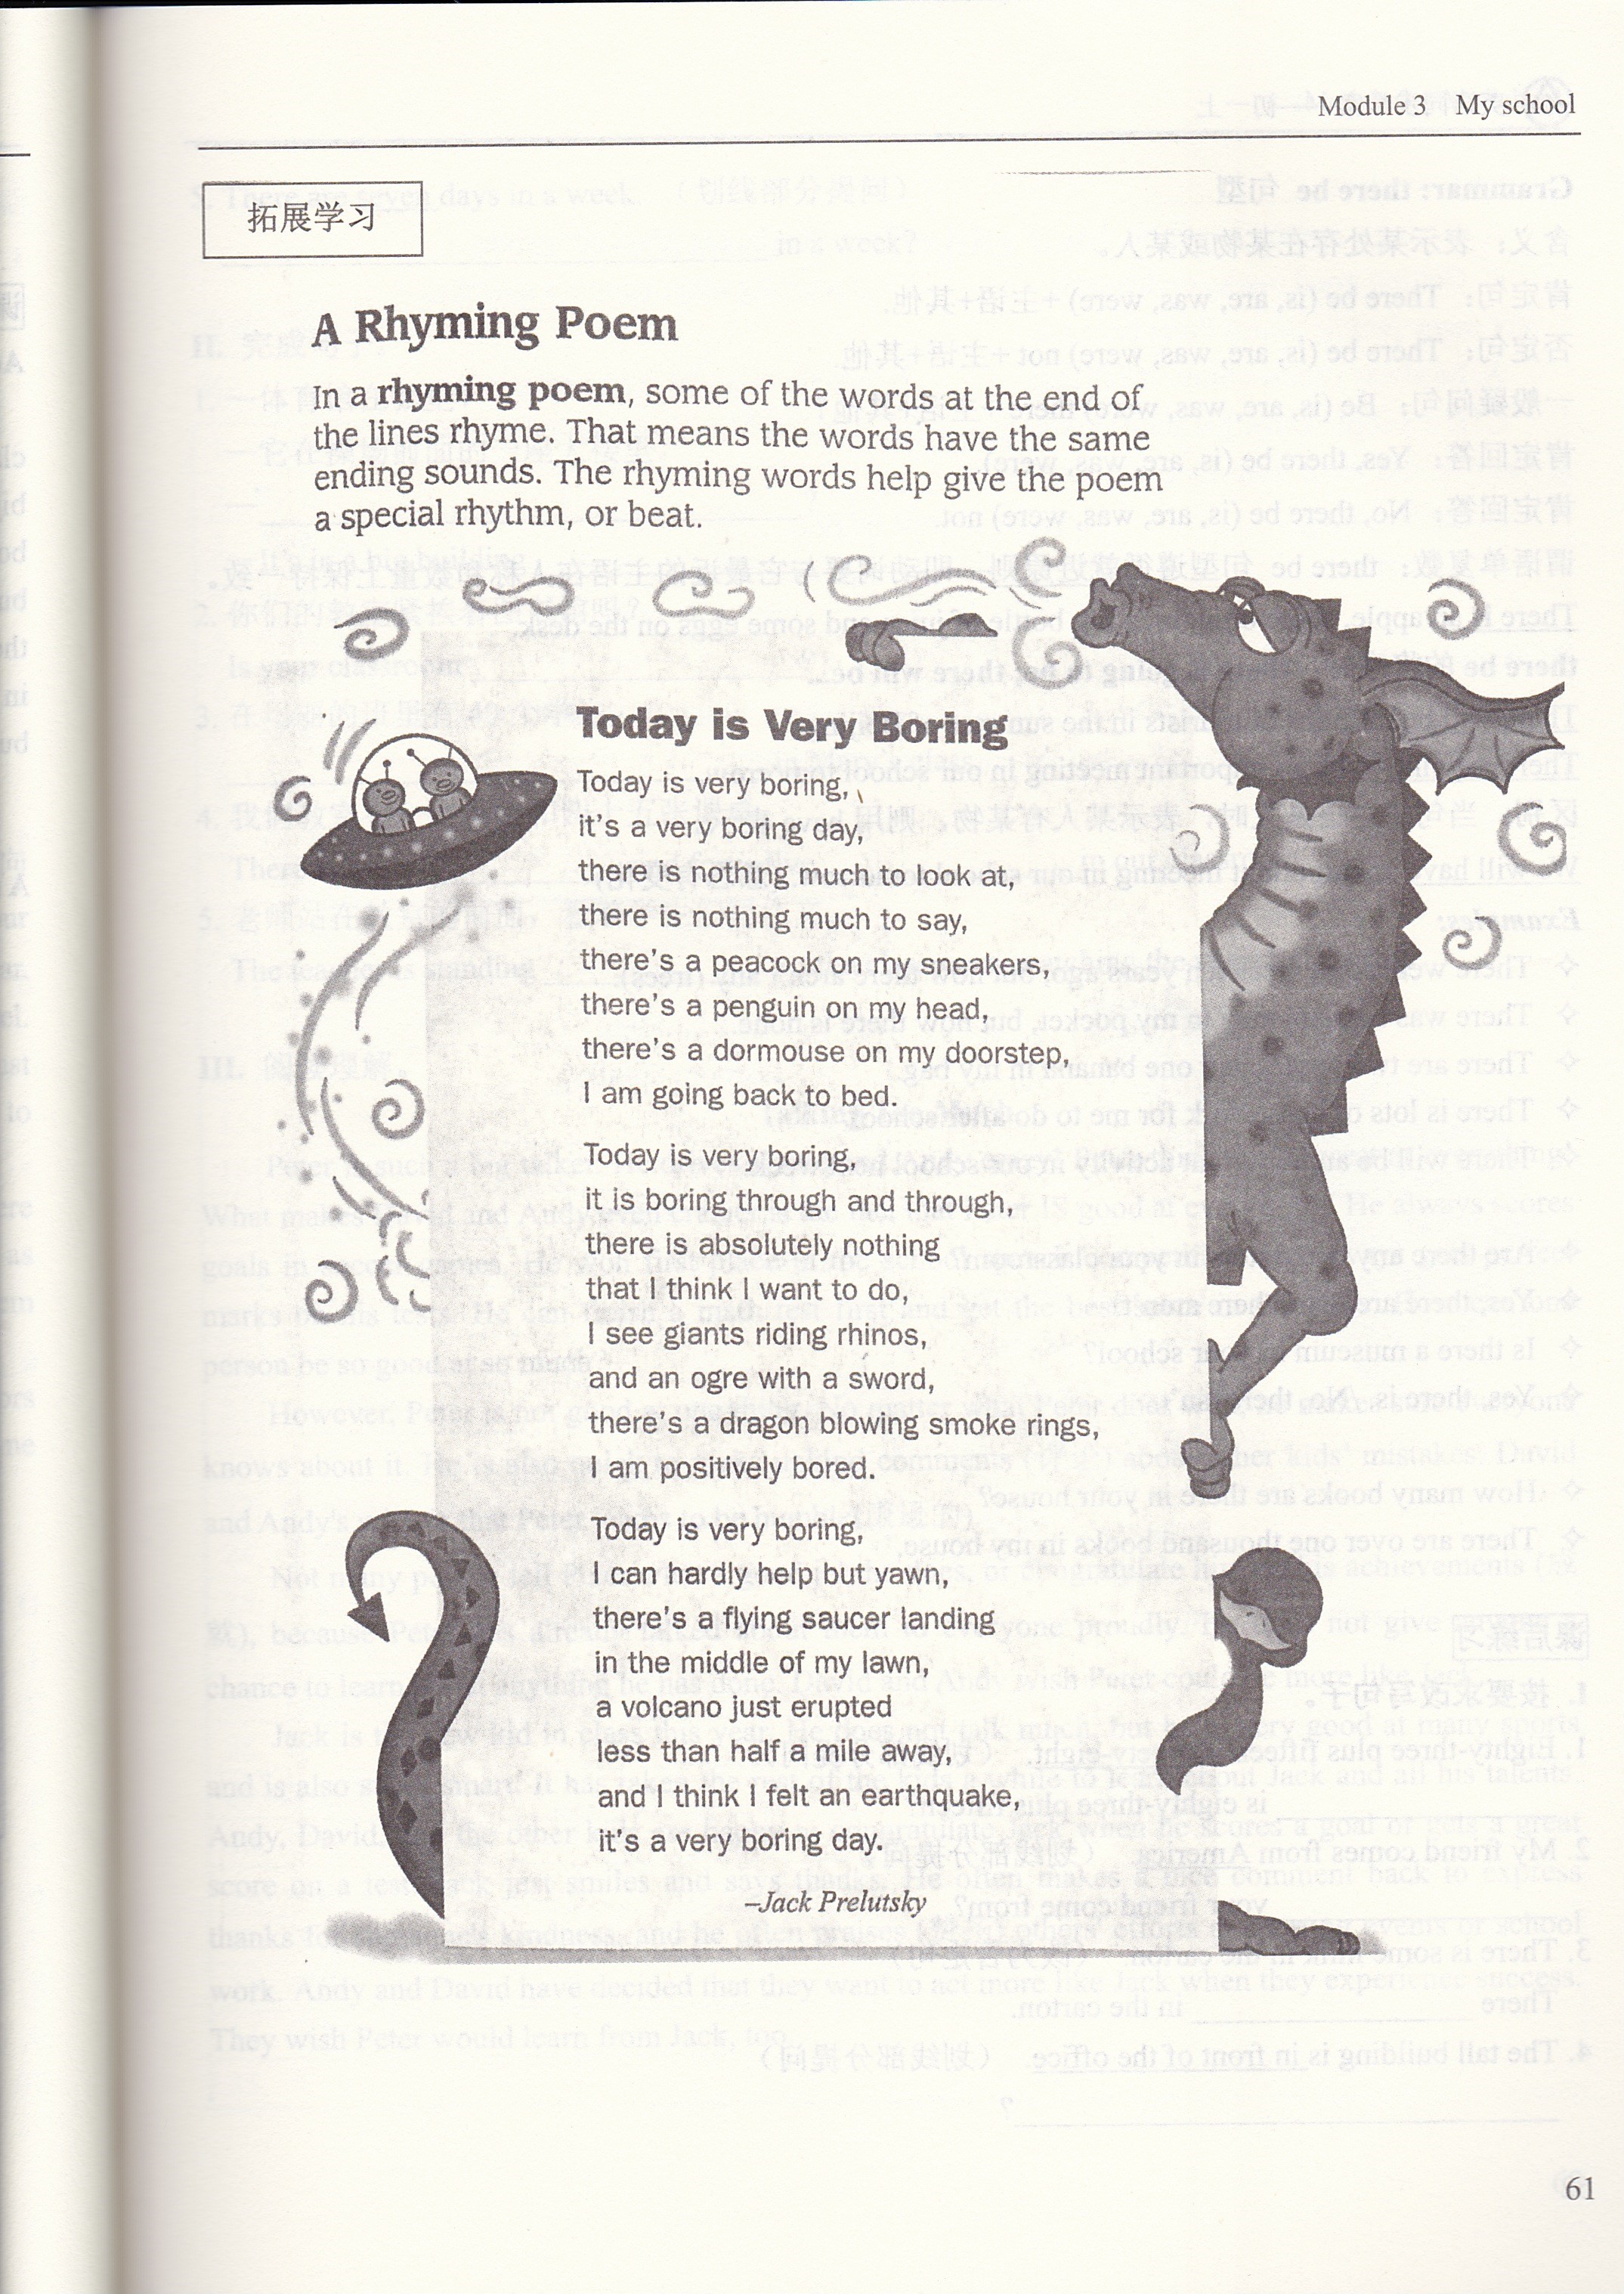 Module 3 My school
拓展学习
A Rhyming Poem
In a rhyming poem, some of the words at the end of
the lines rhyme. That means the words have the same
ending sounds. The rhyming words help give the poem
a special rhythm, or beat.
Today is Very Boring
Today is very boring,
it's a very boring day,
there is nothing much to look at,
there is nothing much to say,
there's a peacock on my sneakers,
there's a penguin on my head,
there's a dormouse on my doorstep,
I am going back to bed.
Today is very boring,
it is boring through and through,
there is absolutely nothing
that I think I want to do,
I see giants riding rhinos,
and an ogre with a sword,
there's a dragon blowing smoke rings,
I am positively bored.
Today is very boring,
I can hardly help but yawn,
there's a flying saucer landing
in the middle of my lawn,
a volcano just erupted
less than half a mile away,
and I think I felt an earthquake,
it's a very boring day.
–Jack Prelutsky
61